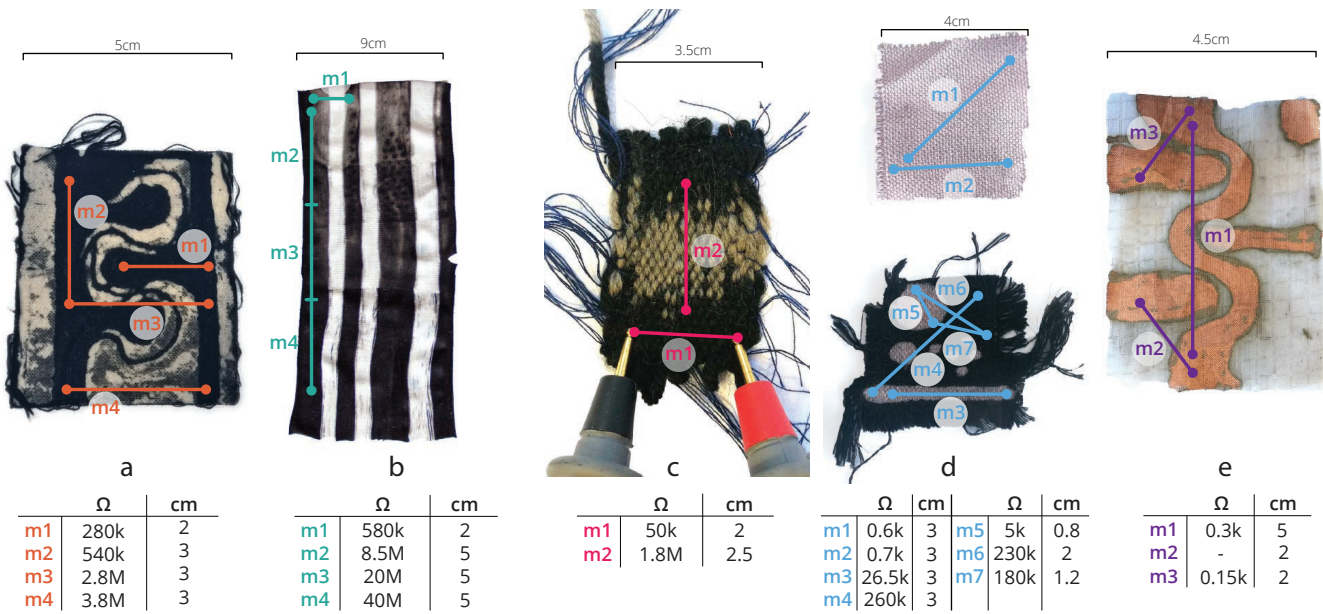 5cm
m2
m1
m3
m4
a
Ω cm
m1 280k 2
m2 540k 3
m3 2.8M 3
m4 3.8M 3
9cm
m1
m2
m3
m4
b
Ω cm
m1 580k 2
m2 8.5M 5
m3 20M 5
m4 40M 5
3.5cm
m2
m1
c
Ω cm
m1 50k 2
m2 1.8M 2.5
4cm
m1
m2
m6
m5
m7
m4
m3
d
Ω cm Ω cm
m1 0.6k 3 m5 5k 0.8
m2 0.7k 3 m6 230k 2
m3 26.5k 3 m7 180k 1.2
m4 260k 3
4.5cm
m3
m1
m2
e
Ω cm
m1 0.3k 5
m2 - 2
m3 0.15k 2